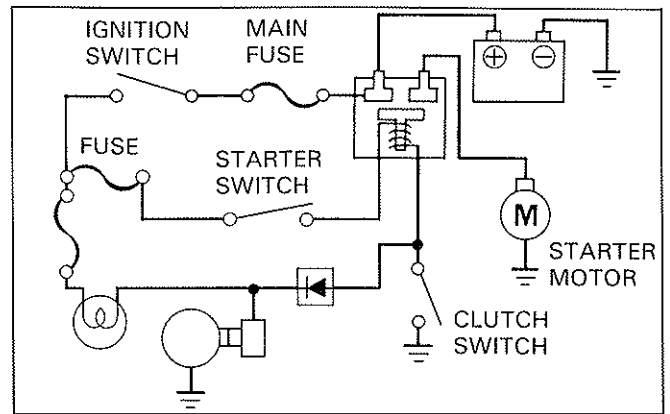 IGNITION
SWITCH
MAIN
FUSE
FUSE
STARTER
SWITCH
M
STARTER
MOTOR
CLUTCH
SWITCH